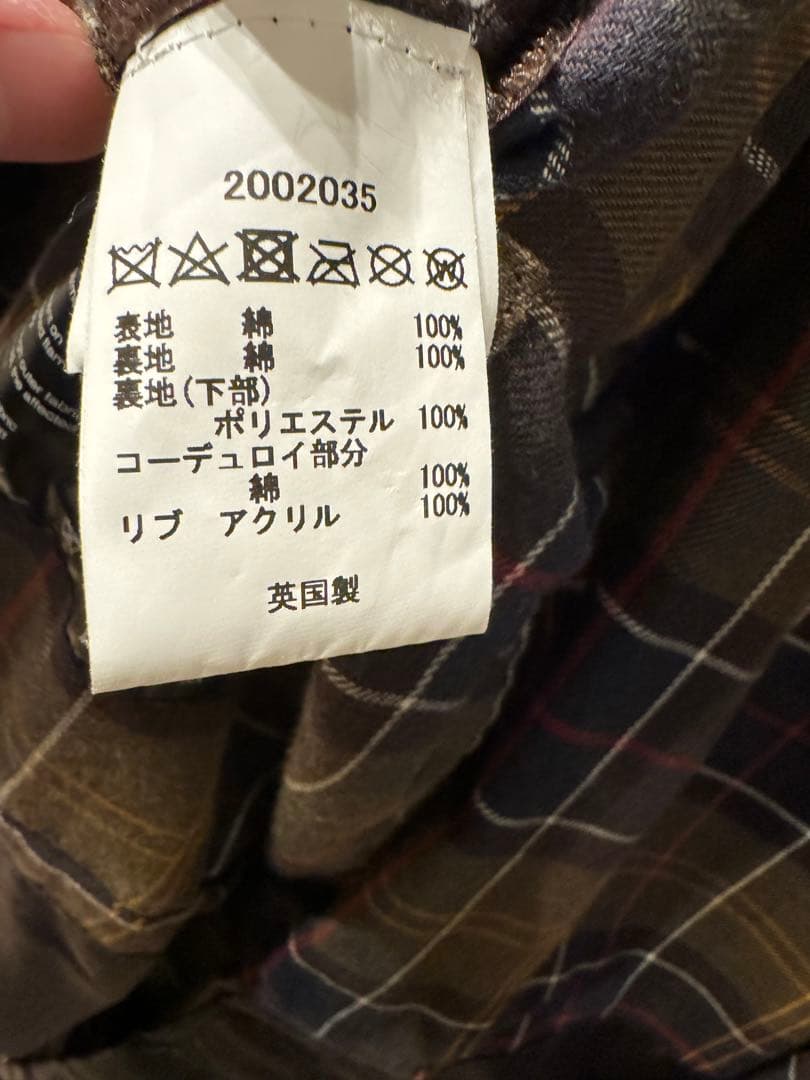 2002035
表地 綿 100%
裏地 綿 100%
裏地(下部)
ポリエステル 100%
コーデュロイ部分
綿 100%
リブ アクリル 100%
英国製